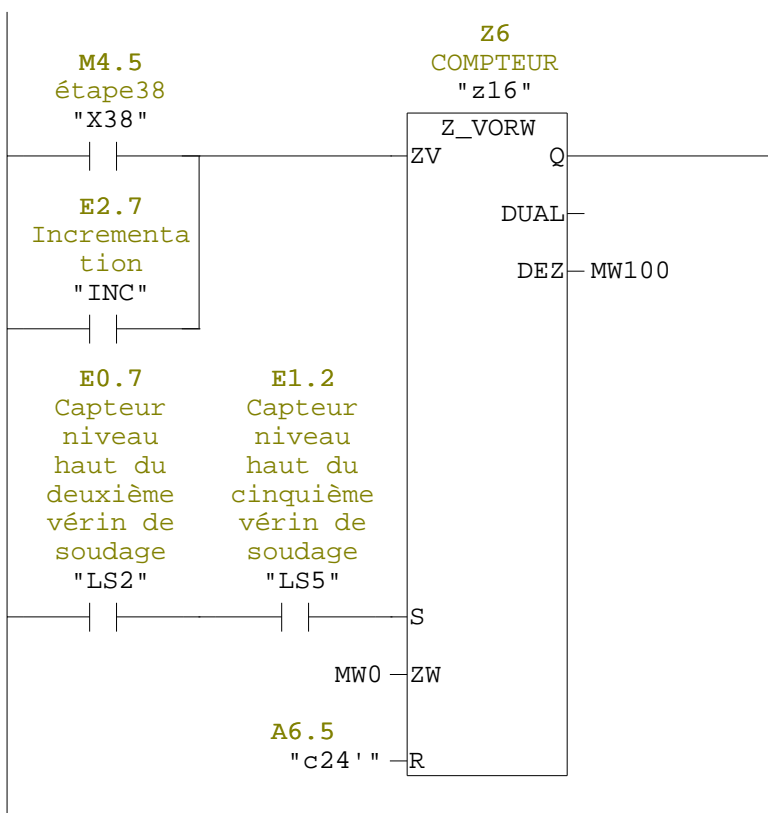 Z6
M4.5
COMPTEUR
étape38
"z16"
"X38"
Z_VORW
ZV
Q
E2.7
DUAL
Incrementa
tion
DEZ
MW100
"INC"
E0.7
Capteur
niveau
haut du
deuxième
vérin de
soudage
"LS2"
E1.2
Capteur
niveau
haut du
cinquième
vérin de
soudage
"LS5"
S
MW0
ZW
A6.5
"c24'"
R